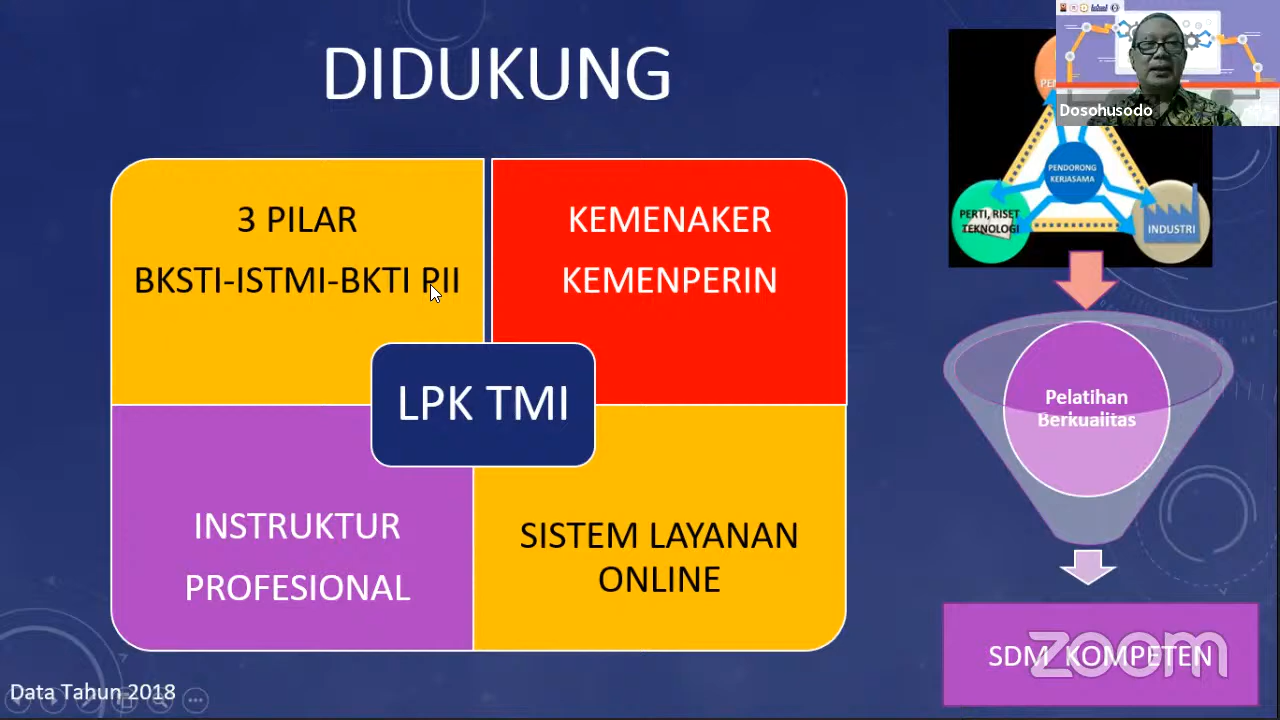 DIDUKUNG
3 PILAR
BKSTI-ISTMI-BKTI PII
KEMENAKER
KEMENPERIN
LPK TMI
INSTRUKTUR
PROFESIONAL
SISTEM LAYANAN
ONLINE
Data Tahun 2018
Dosohusodo
PENDORONG
KERJASAMA
PERTI, RISET
TEKNOLOGI
INDUSTRI
Pelatihan
Berkualitas
SDM KOMPETEN
zoom